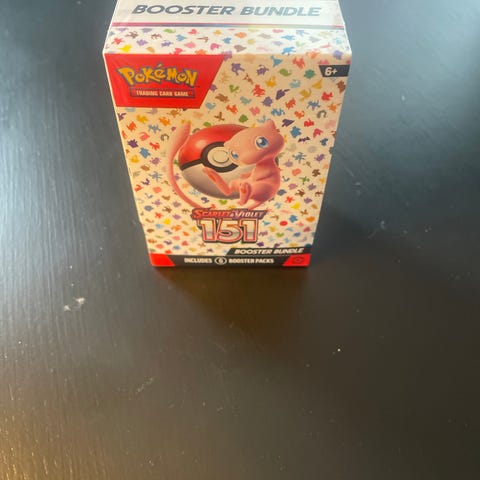 BOOSTER BUNDLE
POKéMON
TRADING CARD GAME
6+
SCARLET & VIOLET
151
BOOSTER BUNDLE
INCLUDES 6 BOOSTER PACKS